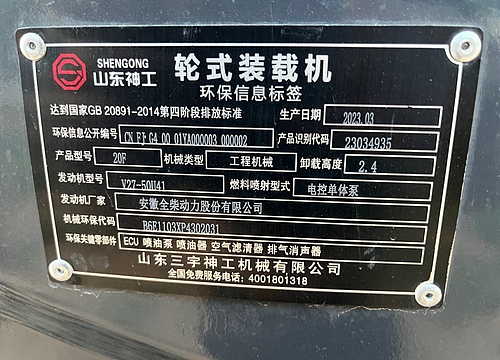 SHENGONG
山东神工
轮式装载机
环保信息标签
达到国家GB 20891-2014第四阶段排放标准 生产日期 2023.03
环保信息公开编号 CN FF G4 00 01YA000003 000002 产品识别代码 23034935
产品型号 20F 机械类型 工程机械 卸载高度 2.4
发动机型号 V27-50U41 燃料喷射型式 电控单体泵
发动机厂家 安徽全柴动力股份有限公司
机械环保代码 B6E1103XP4302031
环保关键零部件 ECU 喷油泵 喷油器 空气滤清器 排气消声器
山东三宇神工机械有限公司
全国免费服务电话：4001801318